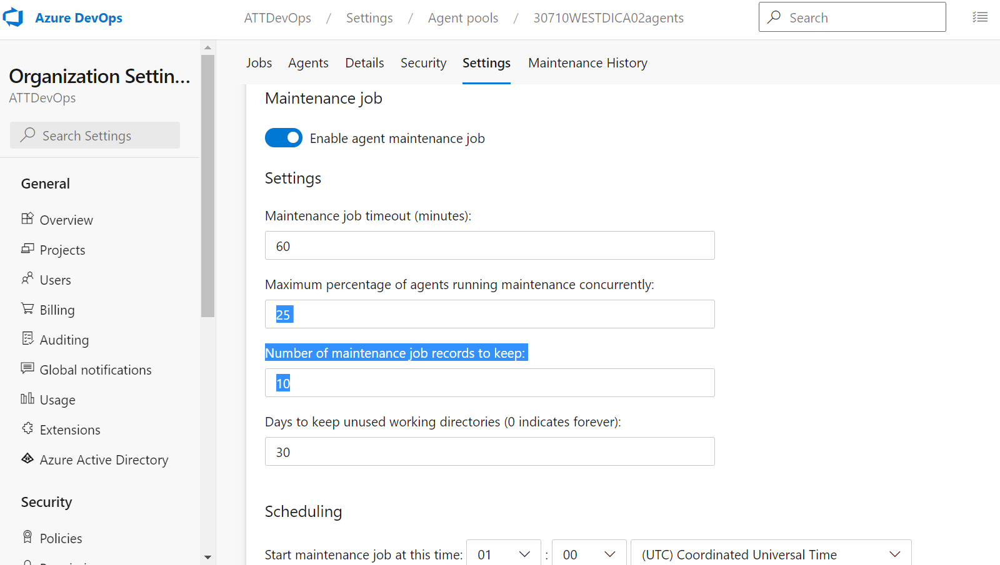 Azure DevOps
ATTDevOps / Settings / Agent pools / 30710WESTDICA02agents
Search
Organization Settin...
ATTDevOps
Search Settings
General
Overview
Projects
Users
Billing
Auditing
Global notifications
Usage
Extensions
Azure Active Directory
Security
Policies
Jobs Agents Details Security Settings Maintenance History
Maintenance job
Enable agent maintenance job
Settings
Maintenance job timeout (minutes):
60
Maximum percentage of agents running maintenance concurrently:
25
Number of maintenance job records to keep:
10
Days to keep unused working directories (0 indicates forever):
30
Scheduling
Start maintenance job at this time: 01 : 00 (UTC) Coordinated Universal Time